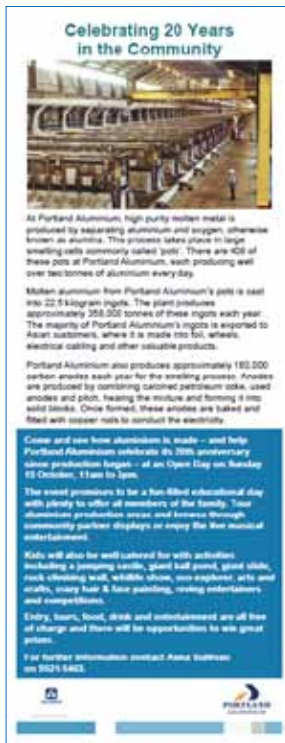 Celebrating 20 Years
in the Community
At Portland Aluminium, high purity molten metal is
produced by separating aluminium and oxygen, otherwise
known as alumina. This process takes place in large
smelting cells commonly called 'pots'. There are 408 of
these pots at Portland Aluminium, each producing well
over two tonnes of aluminium every day.
Molten aluminium from Portland Aluminium's pots is cast
into 22.5 kilogram ingots. The plant produces
approximately 358,000 tonnes of these ingots each year.
The majority of Portland Aluminium's ingots is exported to
Asian customers, where it is made into foil, wheels,
electrical cabling and other valuable products.
Portland Aluminium also produces approximately
carbon anodes each year for the smelting process. Anodes
are produced by combining calcined petroleum coke, used
anodes and pitch, heating the mixture and forming it into
solid blocks. Once formed, these anodes are baked and
fitted with copper rods to conduct the electricity.
Come and see how aluminium is made – and help
Portland Aluminium celebrate its 20th anniversary
since production began – at an Open Day on Sunday
October, 11am to 3pm.
The event promises to be a fun-filled educational day
with plenty to offer all members of the family. Tour
aluminium production areas and browse through
community partner displays or enjoy the live musical
entertainment.
Kids will also be well catered for with activities
including a jumping castle, giant ball pond, giant slide,
rock climbing wall, wildlife show, eco-explorer, arts and
crafts, crazy hair & face painting, roving entertainers
and competitions.
Entry, tours, food, drink and entertainment are all free
of charge and there will be opportunities to win great
prizes.
For further information contact Anna Sullivan
on
PORTLAND
ALUMINIUM